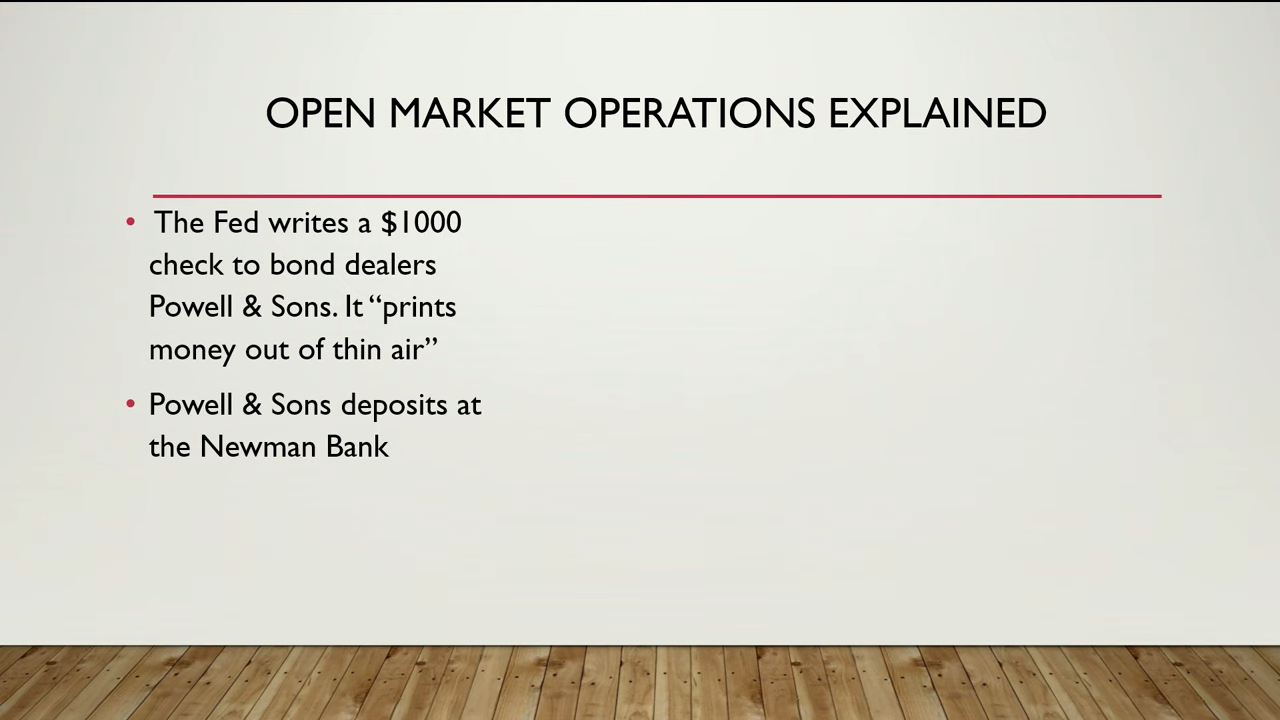 OPEN MARKET OPERATIONS EXPLAINED
• The Fed writes a $1000
check to bond dealers
Powell & Sons. It “prints
money out of thin air”
• Powell & Sons deposits at
the Newman Bank